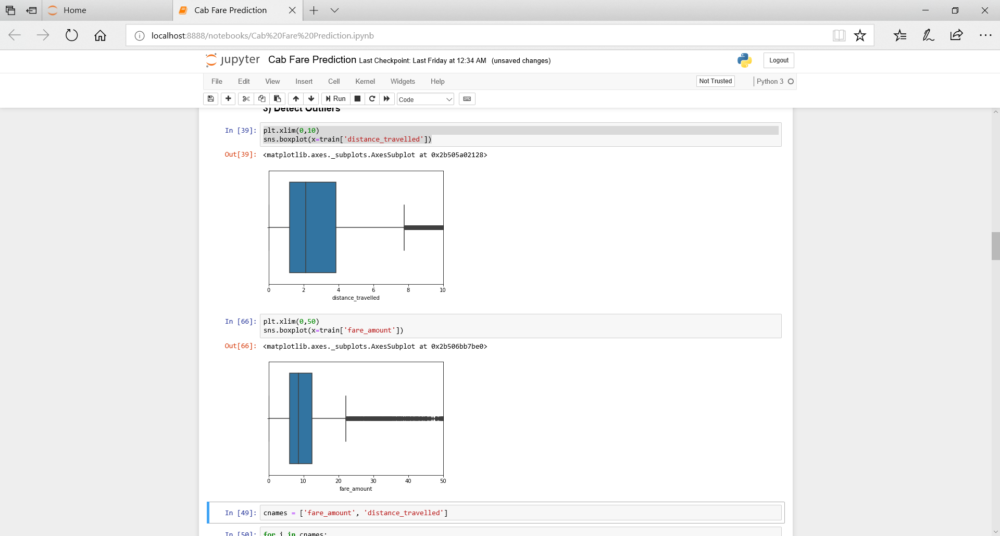 Home
Cab Fare Prediction
localhost:8888/notebooks/Cab%20Fare%20Prediction.ipynb
jupyter Cab Fare Prediction Last Checkpoint: Last Friday at 12:34 AM (unsaved changes)
Logout
File Edit View Insert Cell Kernel Widgets Help
Not Trusted
Python 3
Run
Code
3) Detect Outliers
In [39]: plt.xlim(0,10)
sns.boxplot(x=train['distance_travelled'])
Out[39]: <matplotlib.axes._subplots.AxesSubplot at 0x2b505a02128>
0 2 4 6 8 10
distance_travelled
In [66]: plt.xlim(0,50)
sns.boxplot(x=train['fare_amount'])
Out[66]: <matplotlib.axes._subplots.AxesSubplot at 0x2b506bb7be0>
0 10 20 30 40 50
fare_amount
In [49]: cnames = ['fare_amount', 'distance_travelled']
In [50]: for i in cnames: